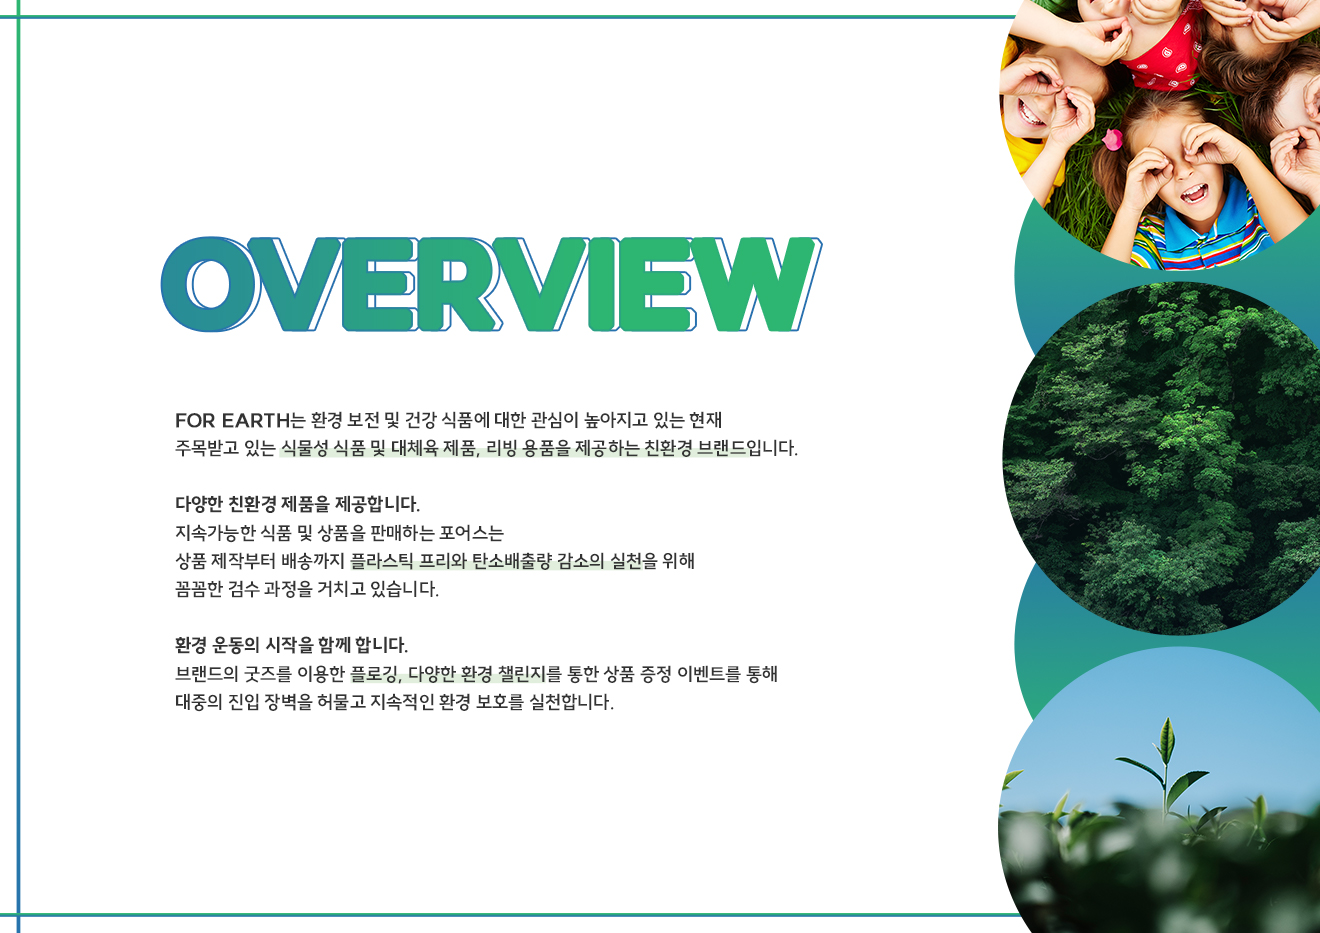 OVERVIEW
FOR EARTH는 환경 보전 및 건강 식품에 대한 관심이 높아지고 있는 현재
주목받고 있는 식물성 식품 및 대체육 제품, 리빙 용품을 제공하는 친환경 브랜드입니다.
다양한 친환경 제품을 제공합니다.
지속가능한 식품 및 상품을 판매하는 포어스는
상품 제작부터 배송까지 플라스틱 프리와 탄소배출량 감소의 실천을 위해
꼼꼼한 검수 과정을 거치고 있습니다.
환경 운동의 시작을 함께 합니다.
브랜드의 굿즈를 이용한 플로깅, 다양한 환경 챌린지를 통한 상품 증정 이벤트를 통해
대중의 진입 장벽을 허물고 지속적인 환경 보호를 실천합니다.